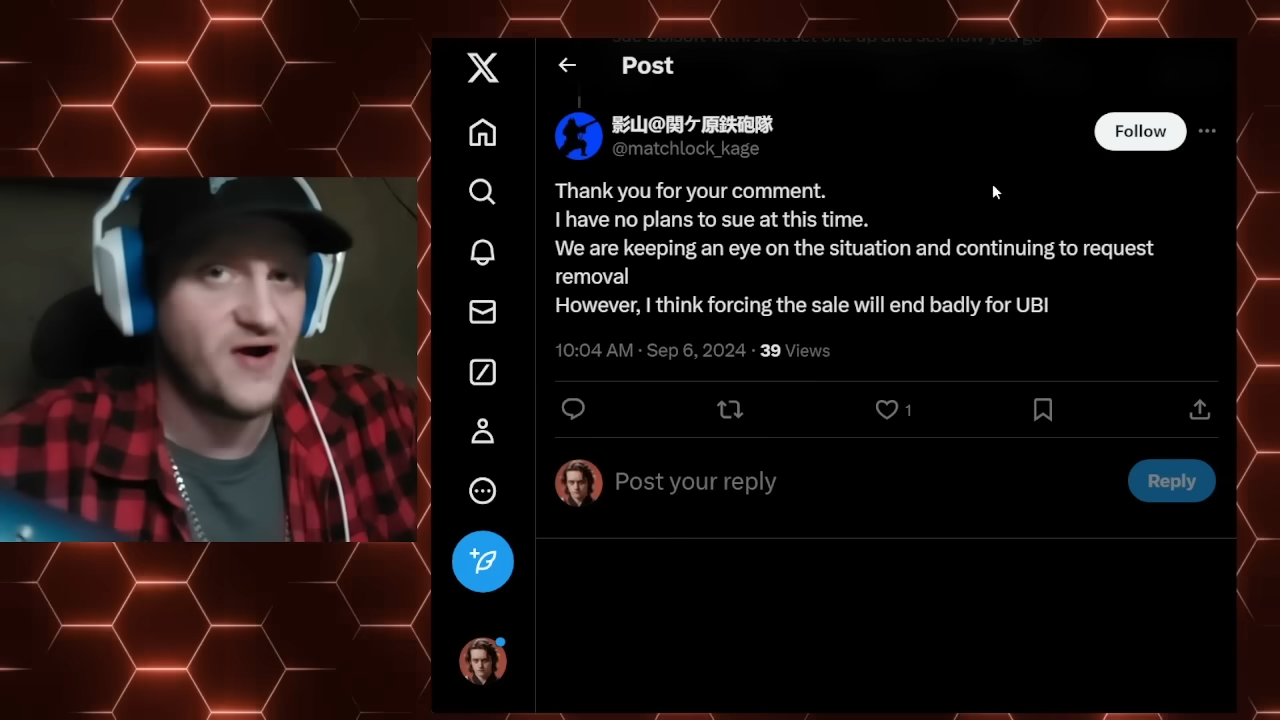 Post
影山@関ケ原鉄砲隊
@matchlock_kage
Follow
Thank you for your comment.
I have no plans to sue at this time.
We are keeping an eye on the situation and continuing to request
removal
However, I think forcing the sale will end badly for UBI
10:04 AM · Sep 6, 2024 · 39 Views
1
Post your reply
Reply